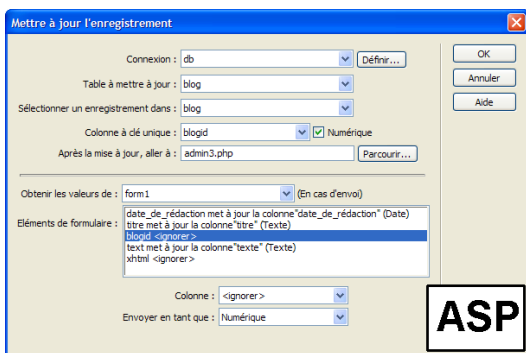 Mettre à jour l'enregistrement
Connexion : db Définir... OK
Table à mettre à jour : blog Annuler
Sélectionner un enregistrement dans : blog Aide
Colonne à clé unique : blogid Numérique
Après la mise à jour, aller à : admin3.php Parcourir...
Obtenir les valeurs de : form1 (En cas d'envoi)
Eléments de formulaire : date_de_rédaction met à jour la colonne"date_de_rédaction" (Date)
titre met à jour la colonne"titre" (Texte)
blogid <ignorer>
text met à jour la colonne"texte" (Texte)
xhtml <ignorer>
Colonne : <ignorer>
Envoyer en tant que : Numérique
ASP